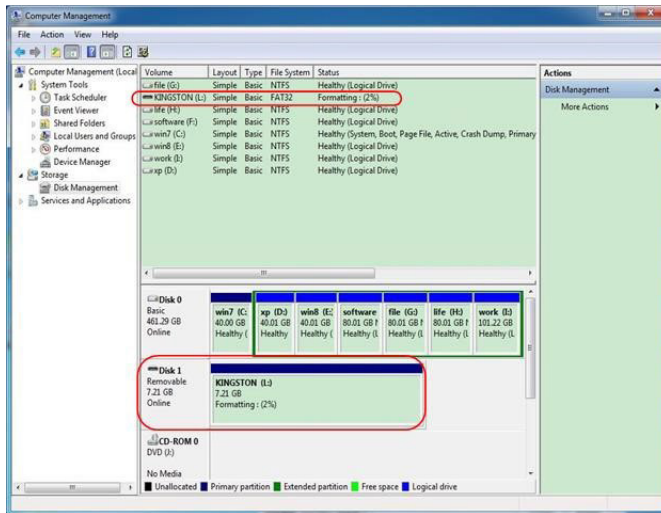 Computer Management
File Action View Help
Computer Management (Local
System Tools
Task Scheduler
Event Viewer
Shared Folders
Local Users and Groups
Performance
Device Manager
Storage
Disk Management
Services and Applications
Volume Layout Type File System Status
file (G:) Simple Basic NTFS Healthy (Logical Drive)
KINGSTON (L:) Simple Basic FAT32 Formatting : (2%)
life (H:) Simple Basic NTFS Healthy (Logical Drive)
software (F:) Simple Basic NTFS Healthy (Logical Drive)
win7 (C:) Simple Basic NTFS Healthy (System, Boot, Page File, Active, Crash Dump, Primary
win8 (E:) Simple Basic NTFS Healthy (Logical Drive)
work (I:) Simple Basic NTFS Healthy (Logical Drive)
xp (D:) Simple Basic NTFS Healthy (Logical Drive)
Actions
Disk Management
More Actions
Disk 0
Basic
461.29 GB
Online
win7 (C: xp (D:) win8 (E: software file (G:) life (H:) work (I:)
40.00 GB 40.01 GB 40.01 GB 80.01 GB 80.01 GB 80.01 GB 101.22 GB
Healthy ( Healthy Healthy Healthy (L Healthy (L Healthy (L Healthy (L
Disk 1
Removable
7.21 GB
Online
KINGSTON (L:)
7.21 GB
Formatting : (2%)
CD-ROM 0
DVD (J:)
No Media
Unallocated Primary partition Extended partition Free space Logical drive